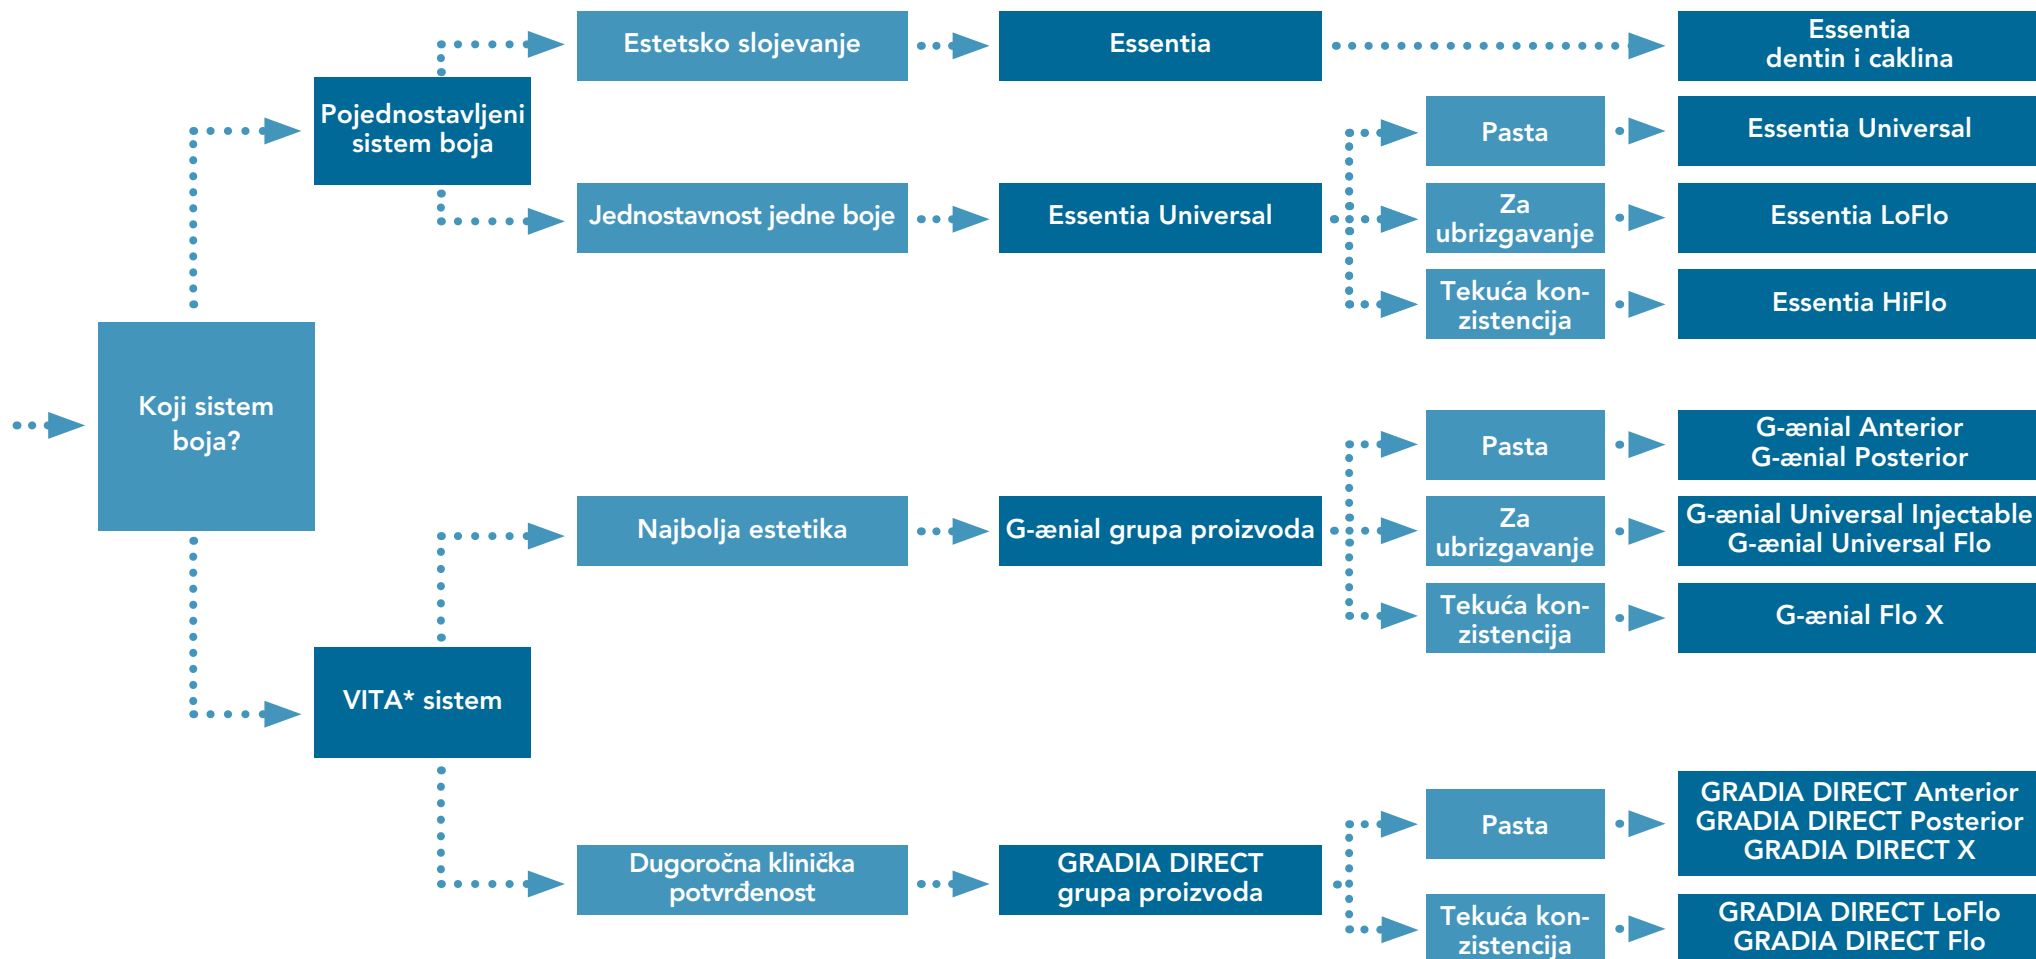 Estetsko slojevanje
Essentia
Essentia
dentin i caklina
Pojednostavljeni
sistem boja
Pasta
Essentia Universal
Jednostavnost jedne boje
Essentia Universal
Za
ubrizgavanje
Essentia LoFlo
Tekuća kon-
zistencija
Essentia HiFlo
Koji sistem
boja?
Pasta
G-ænial Anterior
G-ænial Posterior
Najbolja estetika
G-ænial grupa proizvoda
Za
ubrizgavanje
G-ænial Universal Injectable
G-ænial Universal Flo
Tekuća kon-
zistencija
G-ænial Flo X
VITA* sistem
Pasta
GRADIA DIRECT Anterior
GRADIA DIRECT Posterior
GRADIA DIRECT X
Dugoročna klinička
potvrđenost
GRADIA DIRECT
grupa proizvoda
Tekuća kon-
zistencija
GRADIA DIRECT LoFlo
GRADIA DIRECT Flo